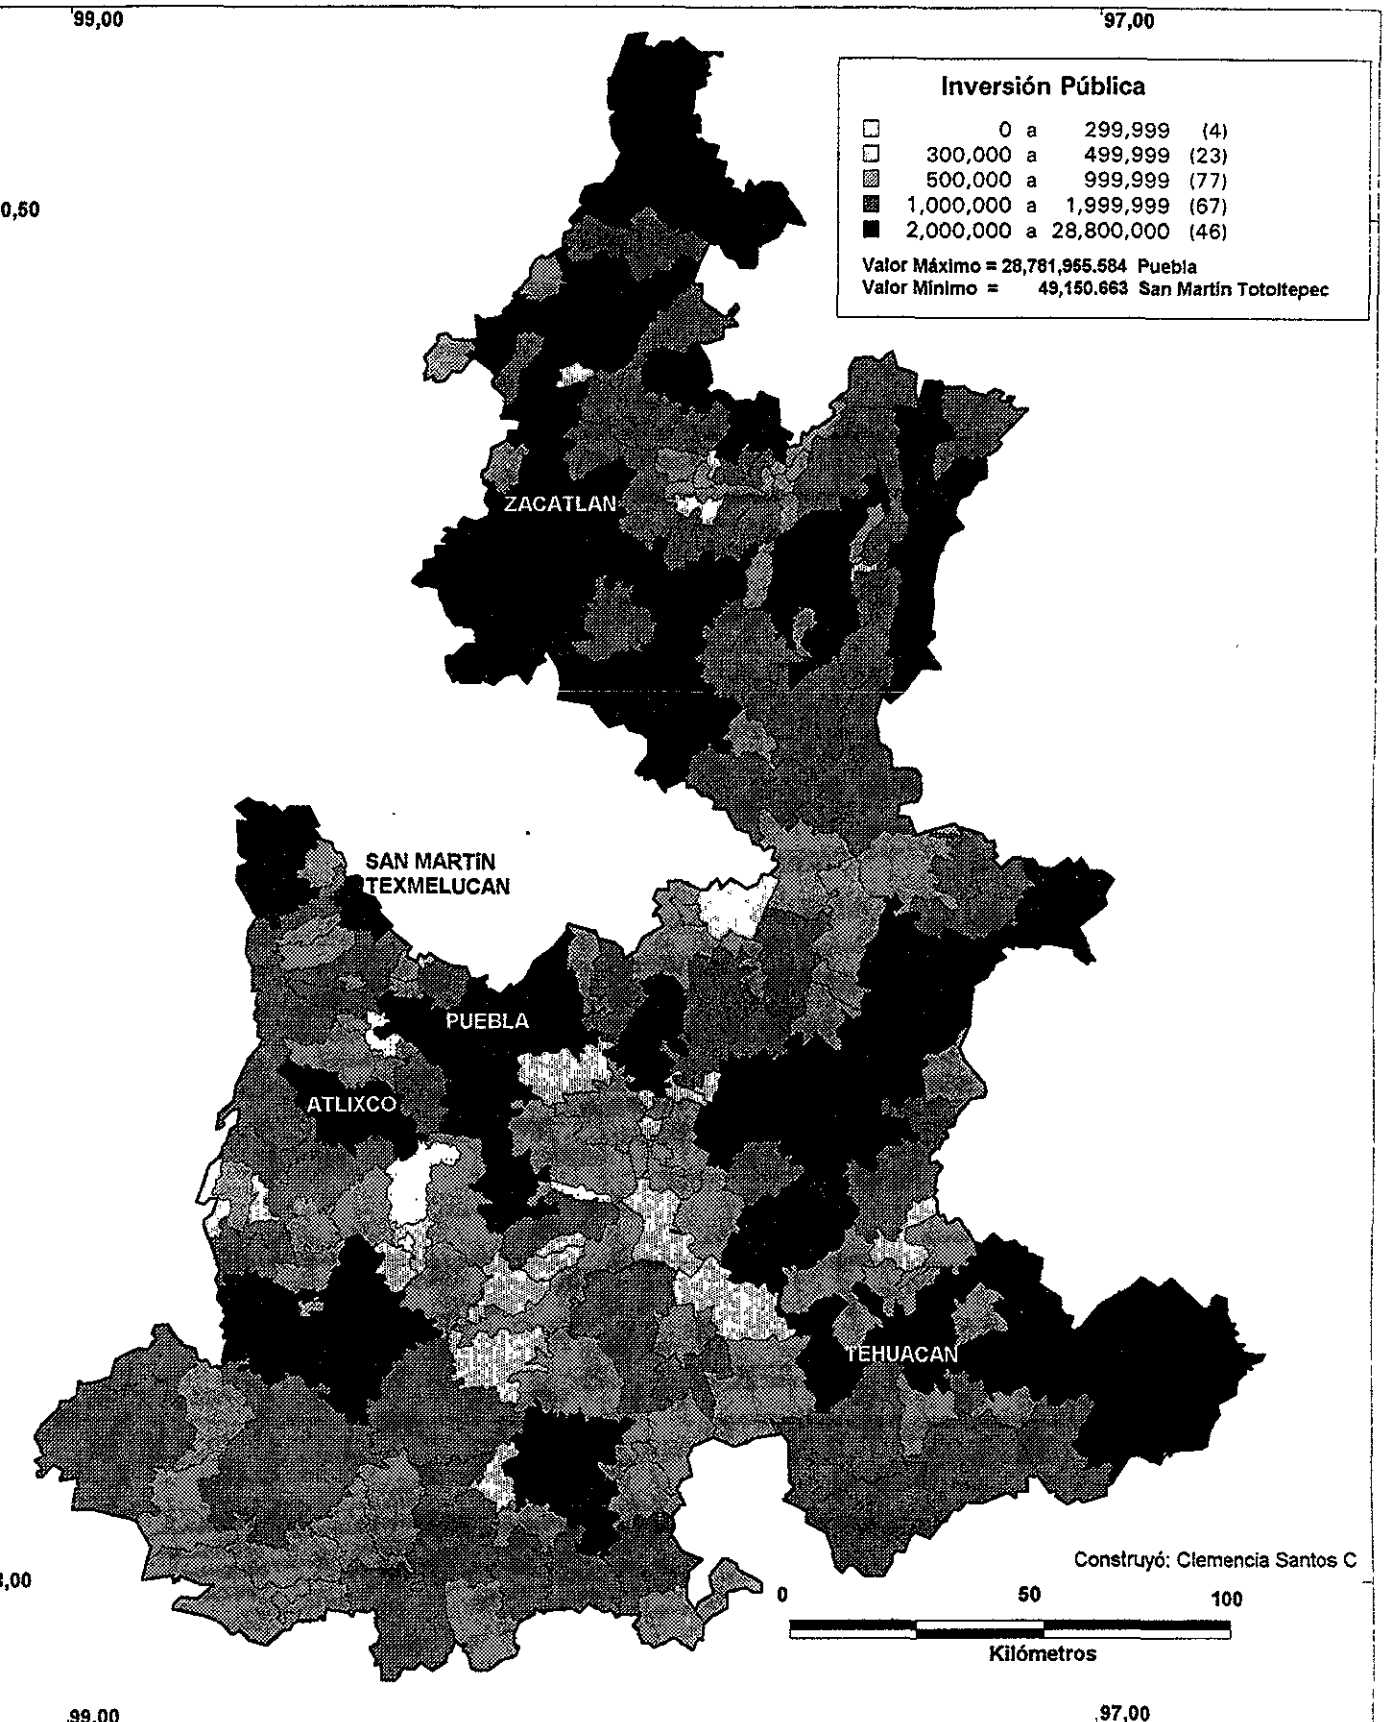 99,00
97,00
Inversión Pública
0 a 299,999 (4)
300,000 a 499,999 (23)
500,000 a 999,999 (77)
1,000,000 a 1,999,999 (67)
2,000,000 a 28,800,000 (46)
Valor Máximo = 28,781,955.584 Puebla
Valor Mínimo = 49,150.663 San Martín Totoltepec
0,50
ZACATLAN
SAN MARTÍN
TEXMELUCAN
PUEBLA
ATLIXCO
TEHUACAN
Construyó: Clemencia Santos C
,00
0 50 100
Kilómetros
99,00
97,00